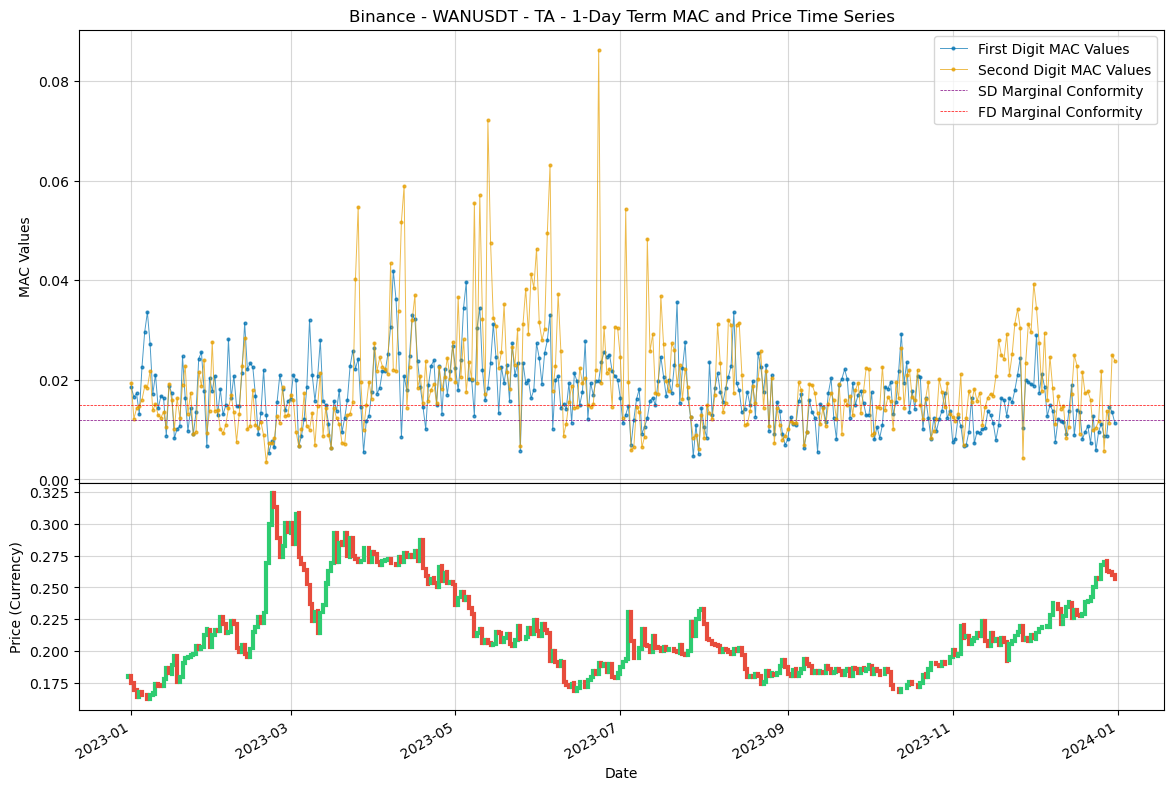 Binance - WANUSDT - TA - 1-Day Term MAC and Price Time Series
First Digit MAC Values
Second Digit MAC Values
SD Marginal Conformity
FD Marginal Conformity
MAC Values
0.08
0.06
0.04
0.02
0.00
Price (Currency)
0.325
0.300
0.275
0.250
0.225
0.200
0.175
2023-01
2023-03
2023-05
2023-07
2023-09
2023-11
2024-01
Date